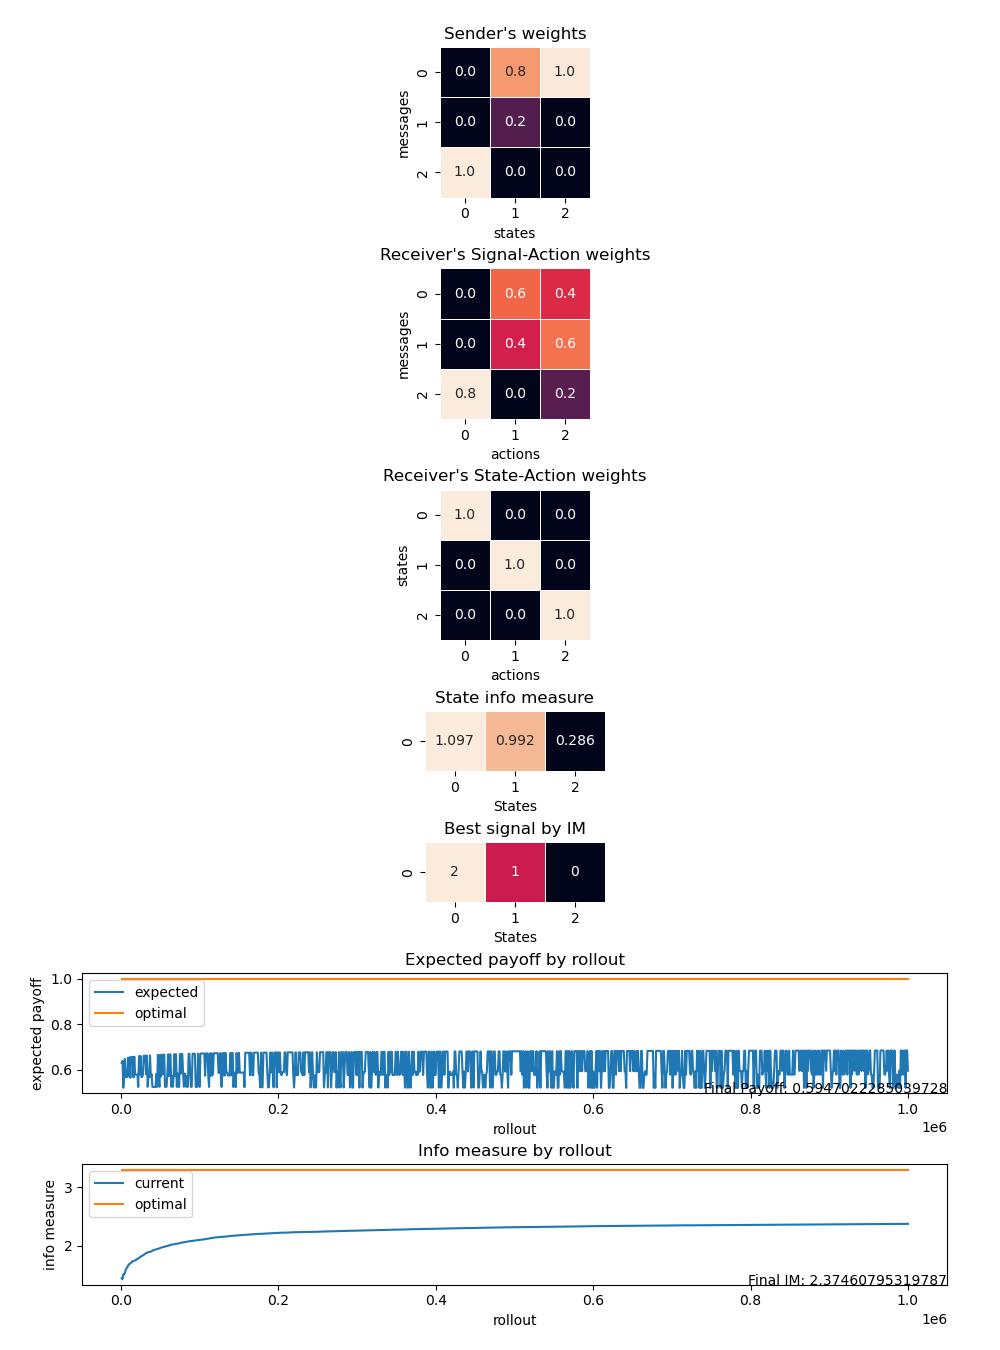 Sender's weights
0.0 0.8 1.0
0.0 0.2 0.0
1.0 0.0 0.0
0 1 2
messages
0 1 2
states
Receiver's Signal-Action weights
0.0 0.6 0.4
0.0 0.4 0.6
0.8 0.0 0.2
0 1 2
messages
0 1 2
actions
Receiver's State-Action weights
1.0 0.0 0.0
0.0 1.0 0.0
0.0 0.0 1.0
0 1 2
states
0 1 2
actions
State info measure
0 1.097 0.992 0.286
0 1 2
States
Best signal by IM
0 2 1 0
0 1 2
States
Expected payoff by rollout
expected payoff
1.0
0.8
0.6
expected
optimal
Final Payoff: 0.5947022285039728
0.0 0.2 0.4 0.6 0.8 1.0
1e6
rollout
Info measure by rollout
info measure
3
2
current
optimal
Final IM: 2.37460795319787
0.0 0.2 0.4 0.6 0.8 1.0
1e6
rollout